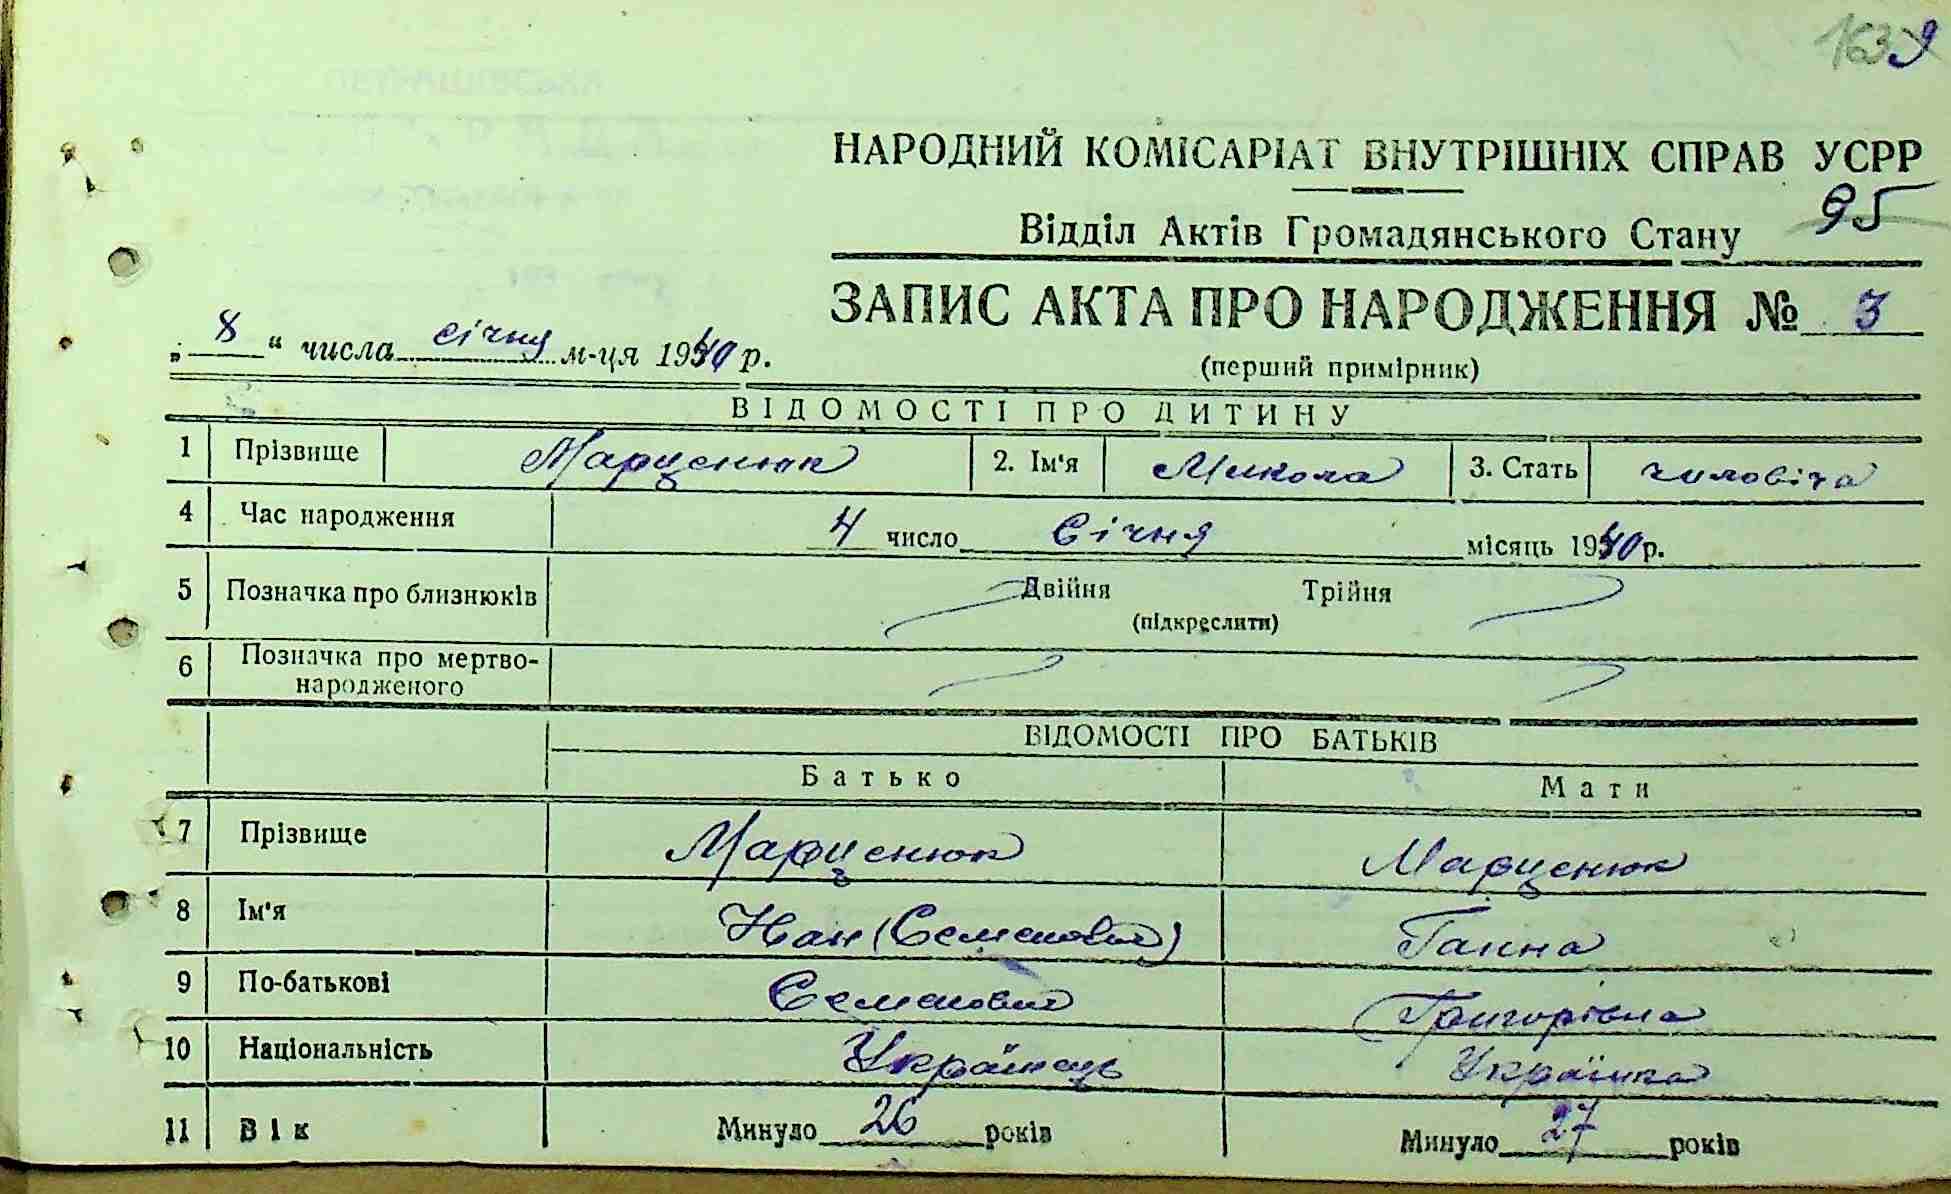 1639
НАРОДНИЙ КОМІСАРІАТ ВНУТРІШНІХ СПРАВ УСРР
Відділ Актів Громадянського Стану 95
ЗАПИС АКТА ПРО НАРОДЖЕННЯ № 3
„8“ числа січня м-ця 1940 р.
(перший примірник)
ВІДОМОСТІ ПРО ДИТИНУ
1 Прізвище Марценюк 2. Ім'я Микола 3. Стать чиловіча
4 Час народження 4 число Січня місяць 1940 р.
5 Позначка про близнюків Двійня Трійня
(підкреслити)
6 Позначка про мертво-
народженого
ВІДОМОСТІ ПРО БАТЬКІВ
Батько Мати
7 Прізвище Марценюк Марценюк
8 Ім'я Іван (Семенович) Ганна
9 По-батькові Семенович Григорівна
10 Національність Українець Українка
11 Вік Минуло 26 років Минуло 27 років